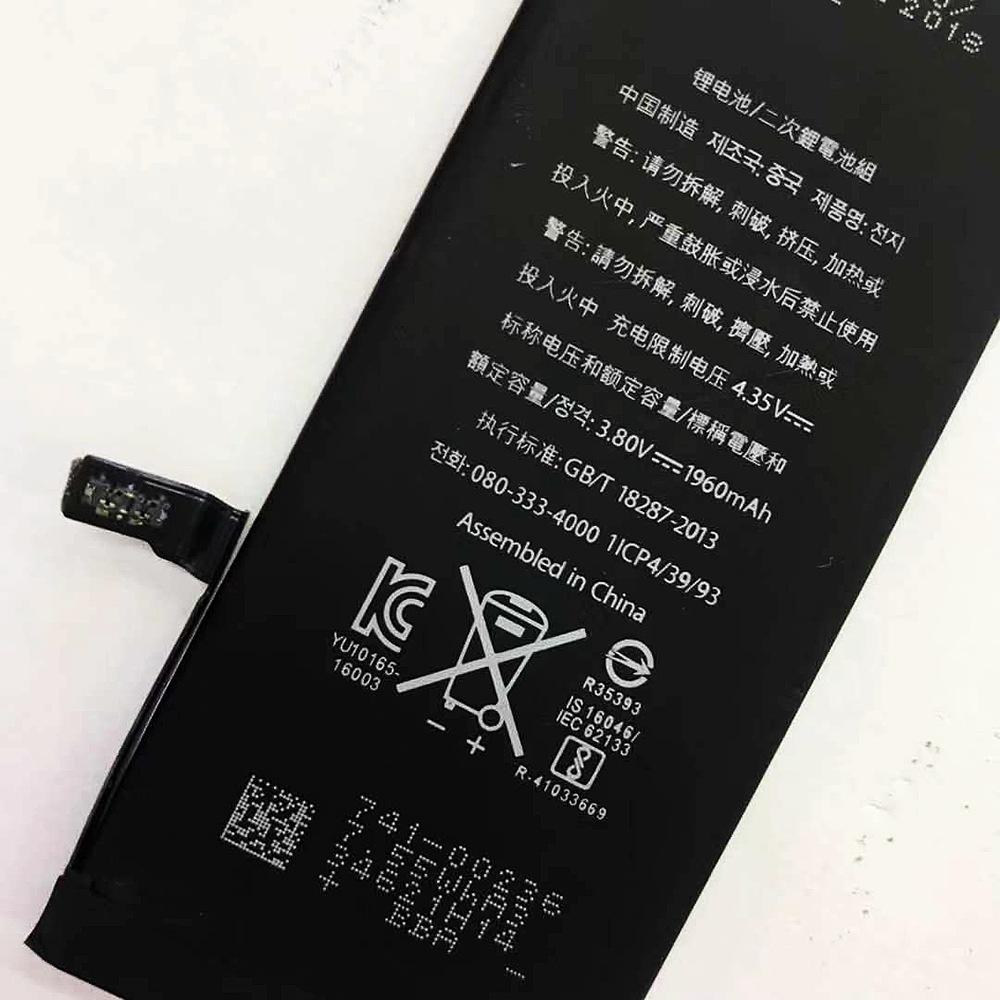 2018
锂电池/二次鋰電池組
中国制造 제조국: 중국 제품명: 전지
警告: 请勿拆解, 刺破, 挤压, 加热或
投入火中, 严重鼓胀或浸水后禁止使用
警告: 請勿拆解, 刺破, 擠壓, 加熱或
投入火中 充电限制电压 4.35V⎓
标称电压和额定容量/標稱電壓和
額定容量/정격: 3.80V⎓1960mAh
执行标准: GB/T 18287-2013
전화: 080-333-4000 1ICP4/39/93
Assembled in China
YU10165-
16003
- +
R35393
IS 16046/
IEC 62133
R-41033669
741-00238
+
BBA